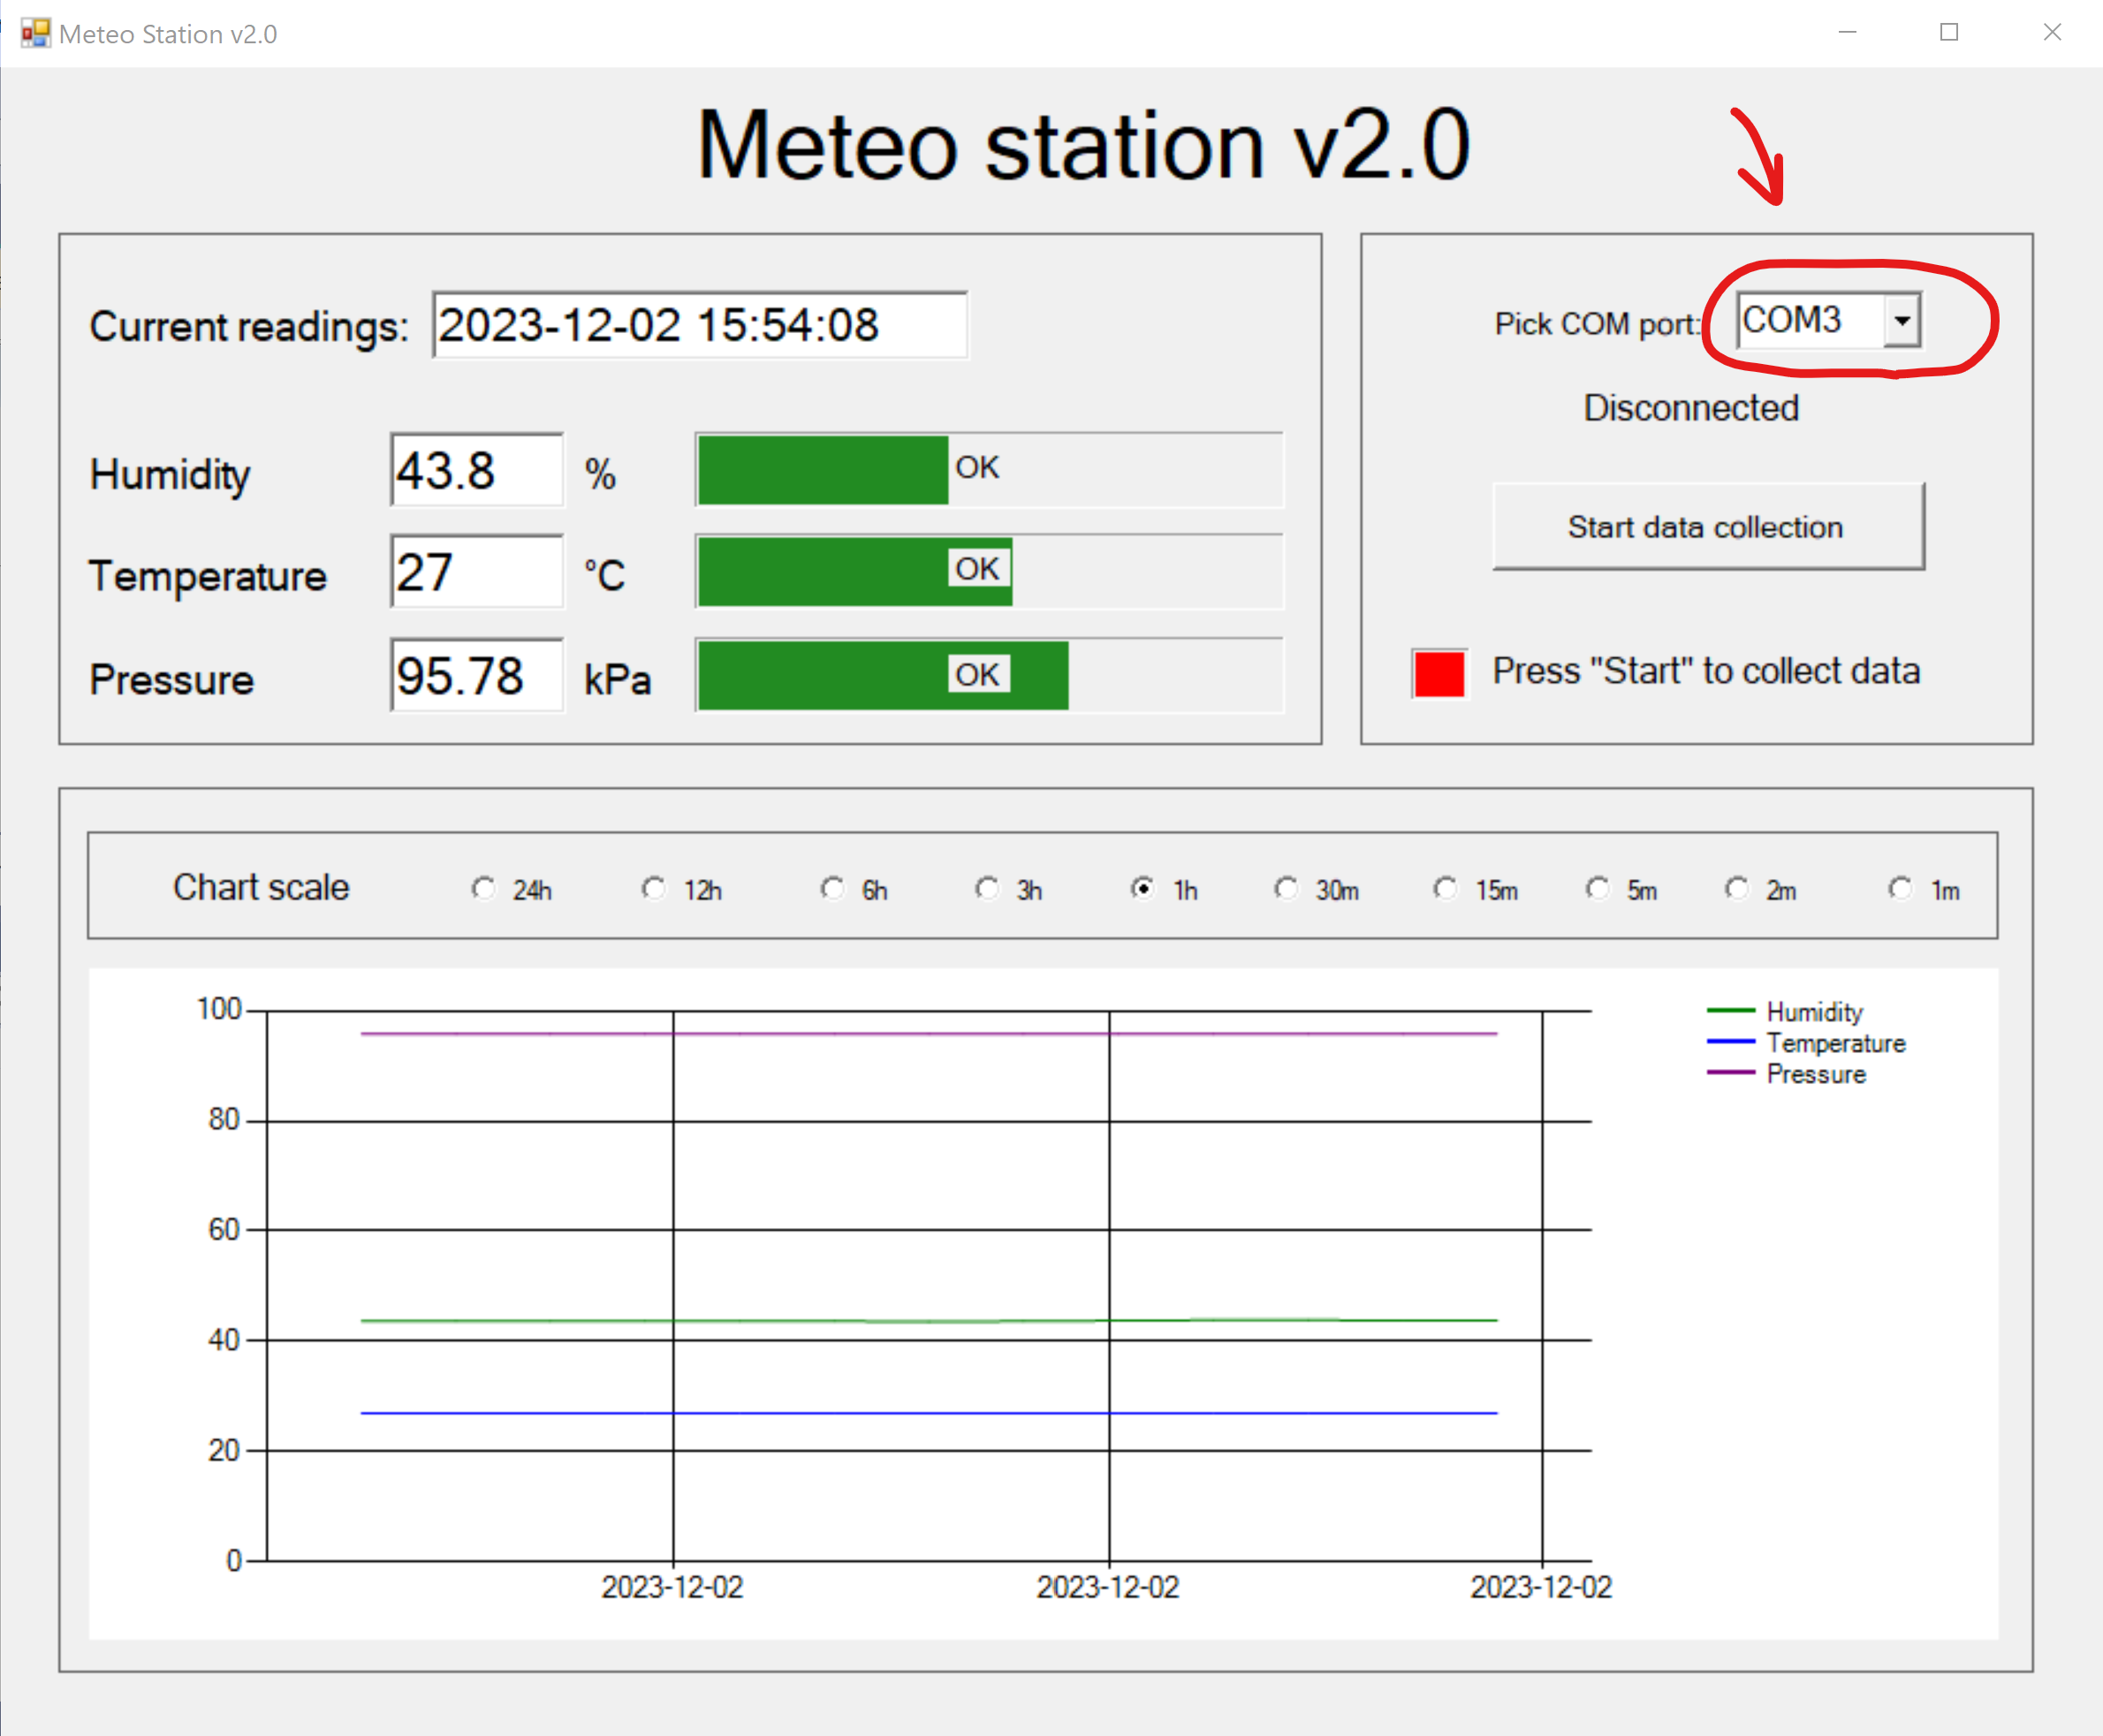 Meteo Station v2.0
Meteo station v2.0
Current readings: 2023-12-02 15:54:08
Humidity 43.8 % OK
Temperature 27 °C OK
Pressure 95.78 kPa OK
Pick COM port: COM3
Disconnected
Start data collection
Press "Start" to collect data
Chart scale 24h 12h 6h 3h 1h 30m 15m 5m 2m 1m
100
80
60
40
20
0
2023-12-02 2023-12-02 2023-12-02
Humidity
Temperature
Pressure